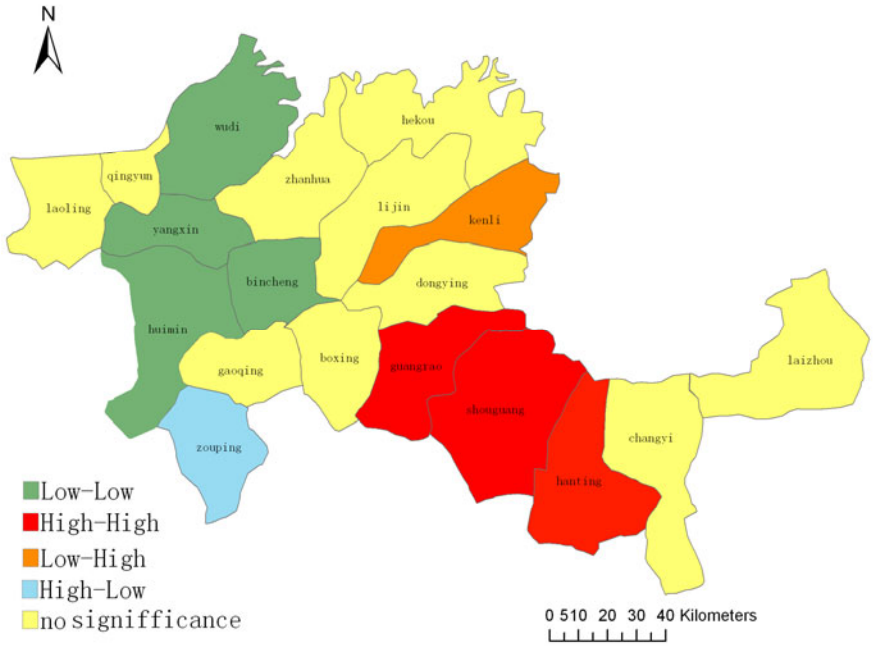 N
hekou
wudi
zhanhua
qingyun
laoling
lijin
kenli
yangxin
bincheng
dongying
huimin
boxing
gaoqing
guangrao
laizhou
shouguang
changyi
zouping
hanting
Low-Low
High-High
Low-High
High-Low
no signifficance
0 510 20 30 40 Kilometers